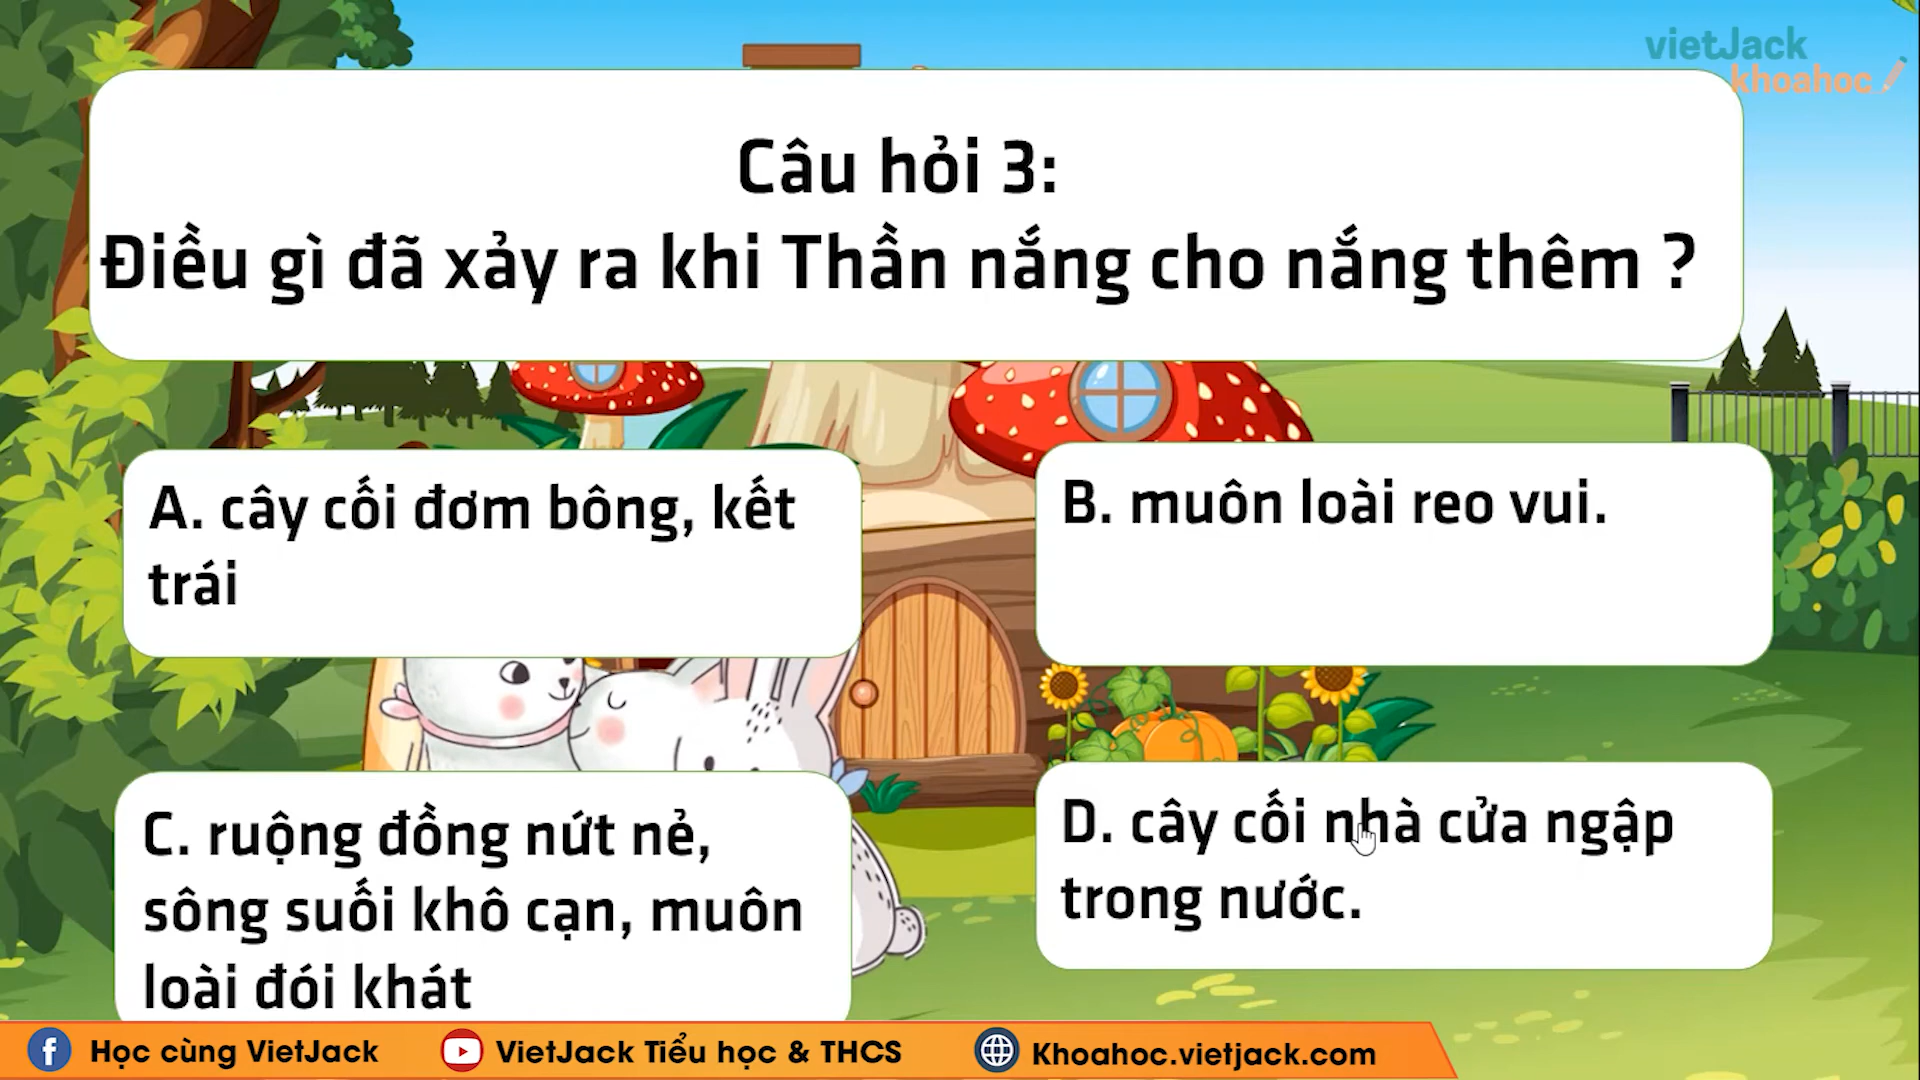 vietJack
khoahoc
Câu hỏi 3:
Điều gì đã xảy ra khi Thần nắng cho nắng thêm ?
A. cây cối đơm bông, kết
trái
B. muôn loài reo vui.
C. ruộng đồng nứt nẻ,
sông suối khô cạn, muôn
loài đói khát
D. cây cối nhà cửa ngập
trong nước.
Học cùng VietJack
VietJack Tiểu học & THCS
Khoahoc.vietjack.com